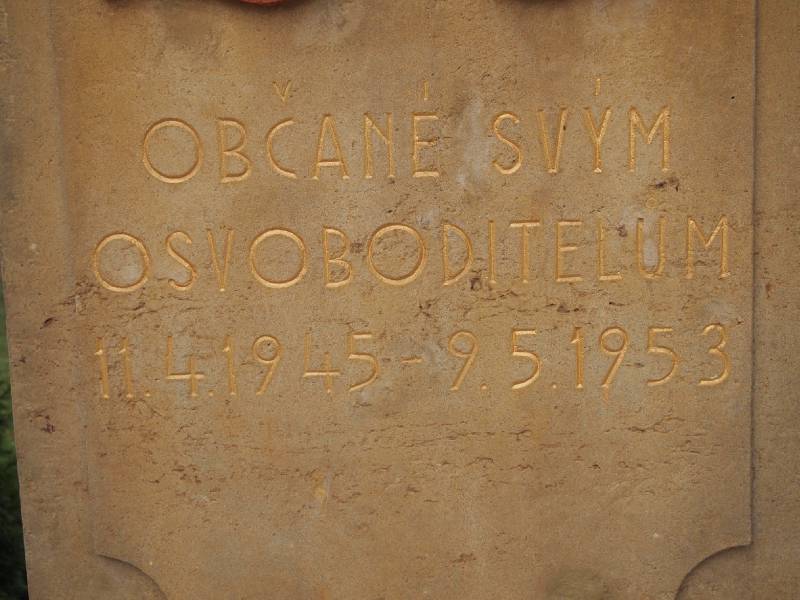 OBČANÉ SVÝM
OSVOBODITELŮM
11.4.1945-9.5.1953